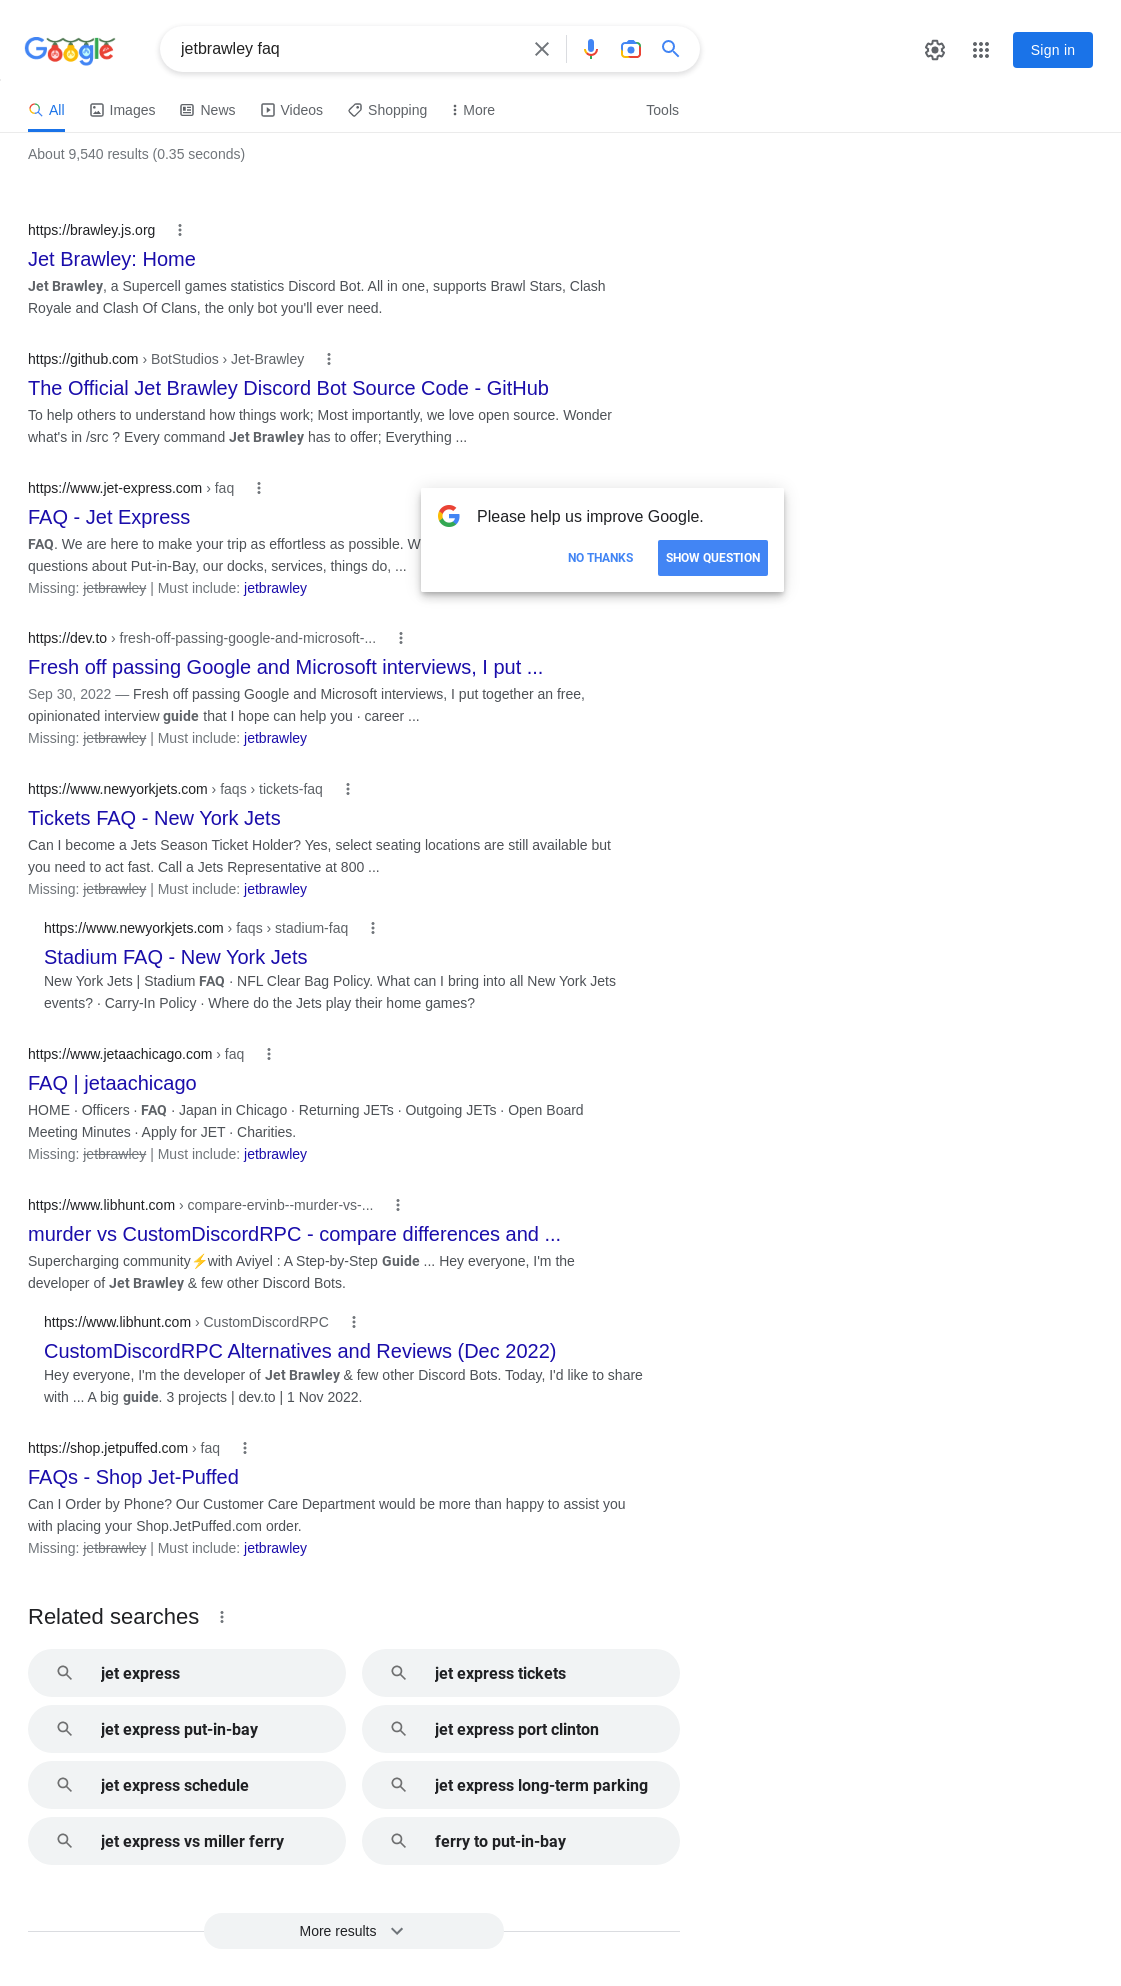 Google
jetbrawley faq
Sign in
All
Images
News
Videos
Shopping
More
Tools
About 9,540 results (0.35 seconds)
https://brawley.js.org
Jet Brawley: Home
Jet Brawley, a Supercell games statistics Discord Bot. All in one, supports Brawl Stars, Clash
Royale and Clash Of Clans, the only bot you'll ever need.
https://github.com › BotStudios › Jet-Brawley
The Official Jet Brawley Discord Bot Source Code - GitHub
To help others to understand how things work; Most importantly, we love open source. Wonder
what's in /src ? Every command Jet Brawley has to offer; Everything ...
https://www.jet-express.com › faq
FAQ - Jet Express
FAQ. We are here to make your trip as effortless as possible. W
questions about Put-in-Bay, our docks, services, things do, ...
Missing: jetbrawley | Must include: jetbrawley
Please help us improve Google.
NO THANKS
SHOW QUESTION
https://dev.to › fresh-off-passing-google-and-microsoft-...
Fresh off passing Google and Microsoft interviews, I put ...
Sep 30, 2022 — Fresh off passing Google and Microsoft interviews, I put together an free,
opinionated interview guide that I hope can help you · career ...
Missing: jetbrawley | Must include: jetbrawley
https://www.newyorkjets.com › faqs › tickets-faq
Tickets FAQ - New York Jets
Can I become a Jets Season Ticket Holder? Yes, select seating locations are still available but
you need to act fast. Call a Jets Representative at 800 ...
Missing: jetbrawley | Must include: jetbrawley
https://www.newyorkjets.com › faqs › stadium-faq
Stadium FAQ - New York Jets
New York Jets | Stadium FAQ · NFL Clear Bag Policy. What can I bring into all New York Jets
events? · Carry-In Policy · Where do the Jets play their home games?
https://www.jetaachicago.com › faq
FAQ | jetaachicago
HOME · Officers · FAQ · Japan in Chicago · Returning JETs · Outgoing JETs · Open Board
Meeting Minutes · Apply for JET · Charities.
Missing: jetbrawley | Must include: jetbrawley
https://www.libhunt.com › compare-ervinb--murder-vs-...
murder vs CustomDiscordRPC - compare differences and ...
Supercharging community⚡with Aviyel : A Step-by-Step Guide ... Hey everyone, I'm the
developer of Jet Brawley & few other Discord Bots.
https://www.libhunt.com › CustomDiscordRPC
CustomDiscordRPC Alternatives and Reviews (Dec 2022)
Hey everyone, I'm the developer of Jet Brawley & few other Discord Bots. Today, I'd like to share
with ... A big guide. 3 projects | dev.to | 1 Nov 2022.
https://shop.jetpuffed.com › faq
FAQs - Shop Jet-Puffed
Can I Order by Phone? Our Customer Care Department would be more than happy to assist you
with placing your Shop.JetPuffed.com order.
Missing: jetbrawley | Must include: jetbrawley
Related searches
jet express
jet express tickets
jet express put-in-bay
jet express port clinton
jet express schedule
jet express long-term parking
jet express vs miller ferry
ferry to put-in-bay
More results